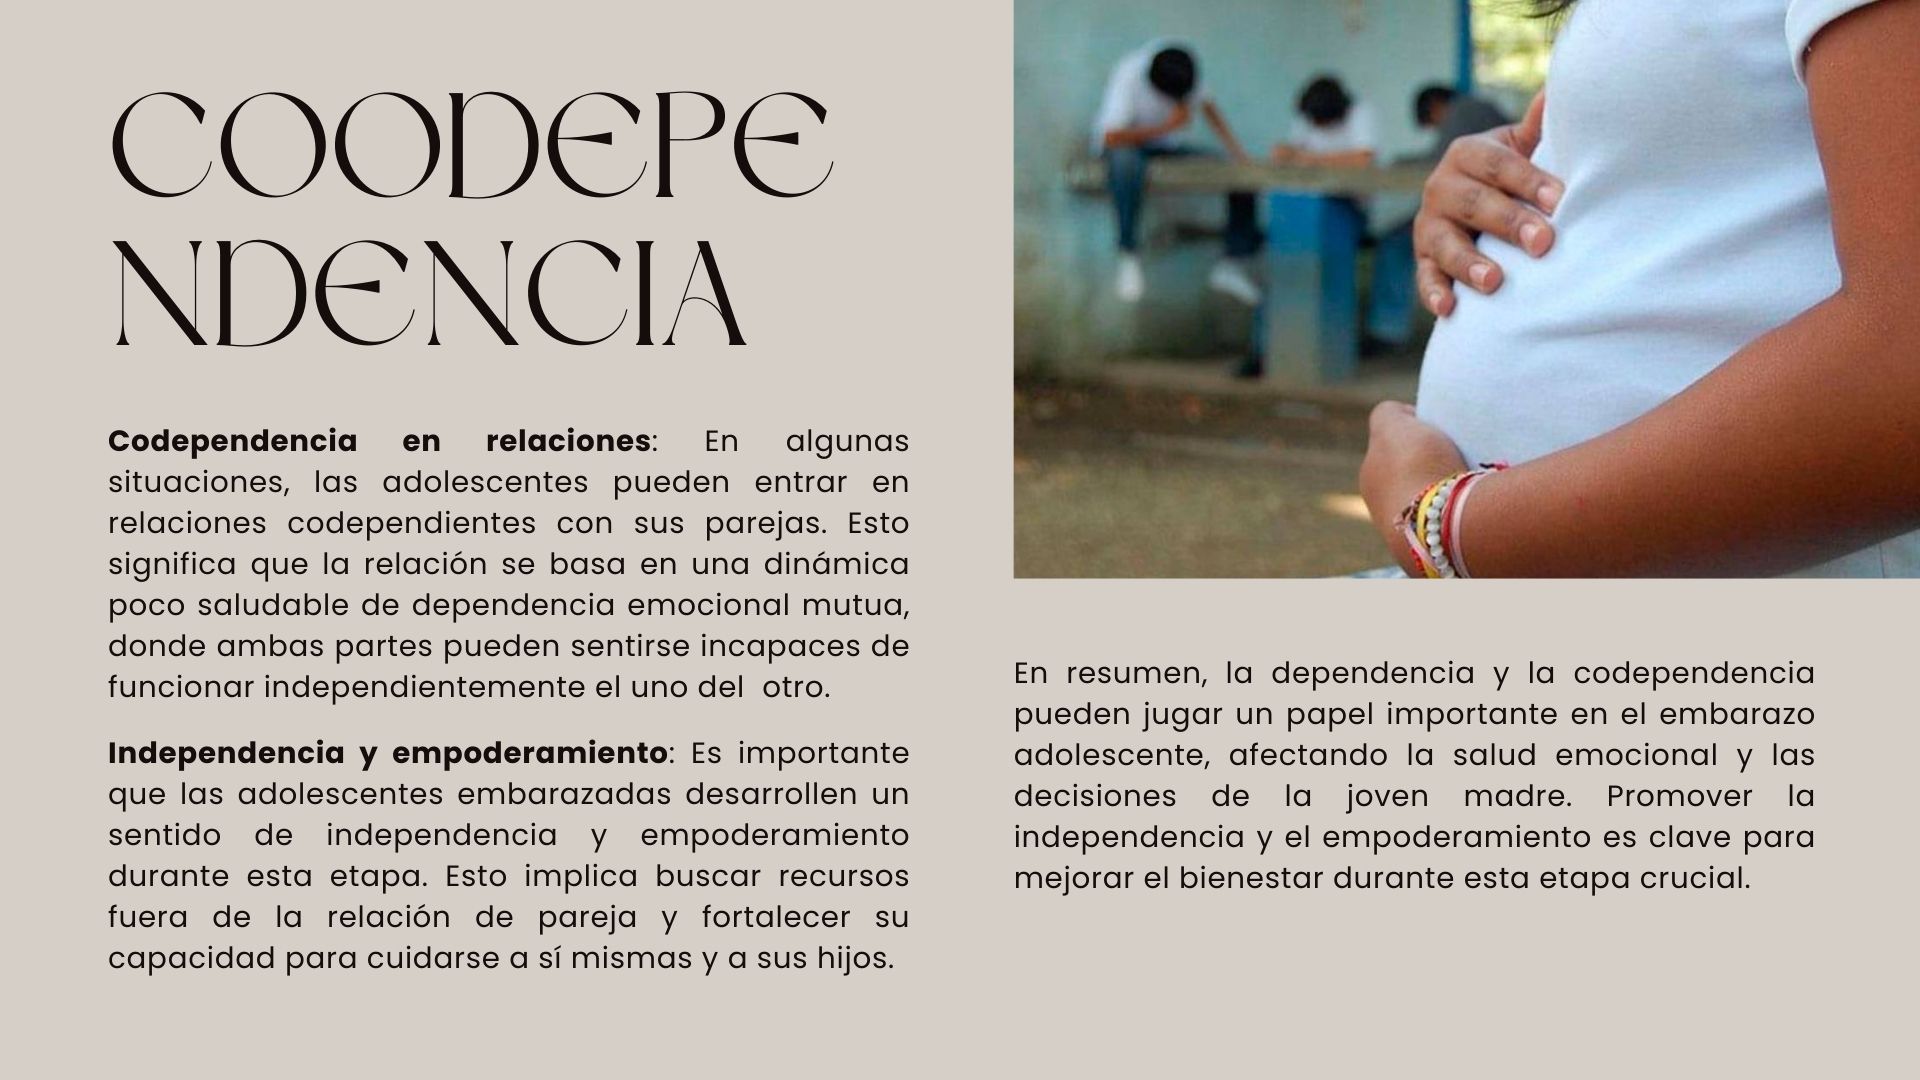 COODEPE
NDENCIA
Codependencia en relaciones: En algunas
situaciones, las adolescentes pueden entrar en
relaciones codependientes con sus parejas. Esto
significa que la relación se basa en una dinámica
poco saludable de dependencia emocional mutua,
donde ambas partes pueden sentirse incapaces de
funcionar independientemente el uno del  otro.
Independencia y empoderamiento: Es importante
que las adolescentes embarazadas desarrollen un
sentido de independencia y empoderamiento
durante esta etapa. Esto implica buscar recursos
fuera de la relación de pareja y fortalecer su
capacidad para cuidarse a sí mismas y a sus hijos.
En resumen, la dependencia y la codependencia
pueden jugar un papel importante en el embarazo
adolescente, afectando la salud emocional y las
decisiones de la joven madre. Promover la
independencia y el empoderamiento es clave para
mejorar el bienestar durante esta etapa crucial.